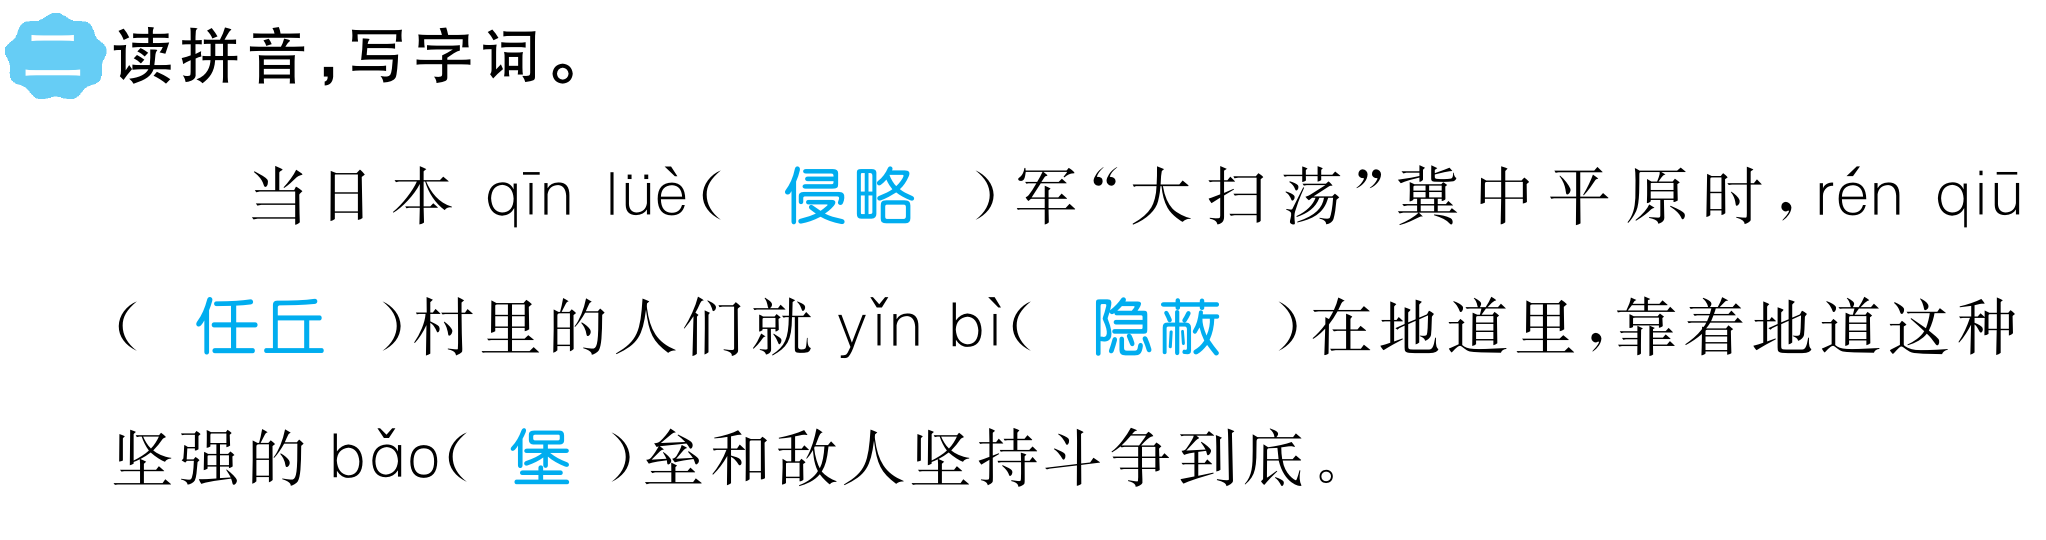 二 读拼音,写字词。
当日本 qīn lüè( 侵略 )军“大扫荡”冀中平原时,rén qiū
( 任丘 )村里的人们就 yǐn bì( 隐蔽 )在地道里,靠着地道这种
坚强的 bǎo( 堡 )垒和敌人坚持斗争到底。